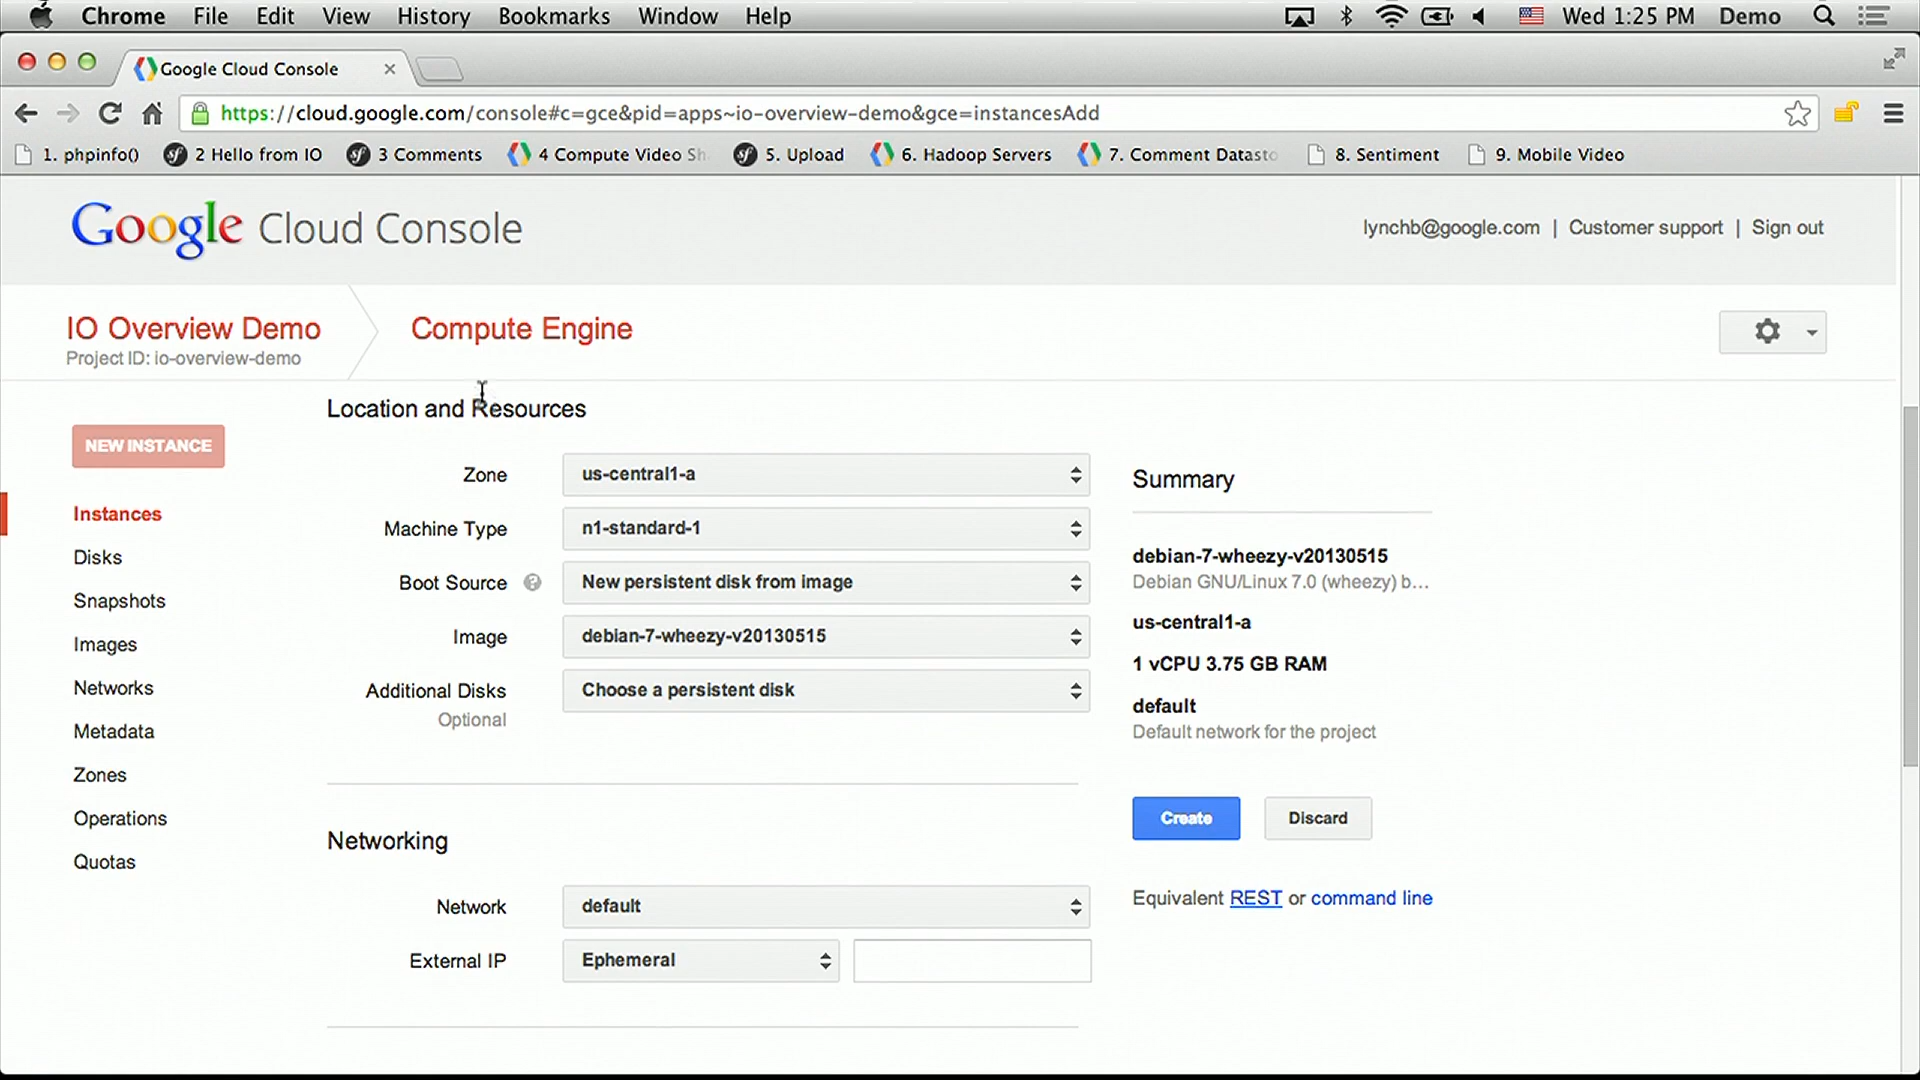 Chrome File Edit View History Bookmarks Window Help Wed 1:25 PM Demo
Google Cloud Console
https://cloud.google.com/console#c=gce&pid=apps~io-overview-demo&gce=instancesAdd
1. phpinfo() 2 Hello from IO 3 Comments 4 Compute Video Sh 5. Upload 6. Hadoop Servers 7. Comment Datasto 8. Sentiment 9. Mobile Video
Google Cloud Console lynchb@google.com | Customer support | Sign out
IO Overview Demo Compute Engine
Project ID: io-overview-demo
Location and Resources
NEW INSTANCE
Instances
Disks
Snapshots
Images
Networks
Metadata
Zones
Operations
Quotas
Zone us-central1-a
Machine Type n1-standard-1
Boot Source ? New persistent disk from image
Image debian-7-wheezy-v20130515
Additional Disks Choose a persistent disk
Optional
Networking
Network default
External IP Ephemeral
Summary
debian-7-wheezy-v20130515
Debian GNU/Linux 7.0 (wheezy) b...
us-central1-a
1 vCPU 3.75 GB RAM
default
Default network for the project
Create Discard
Equivalent REST or command line